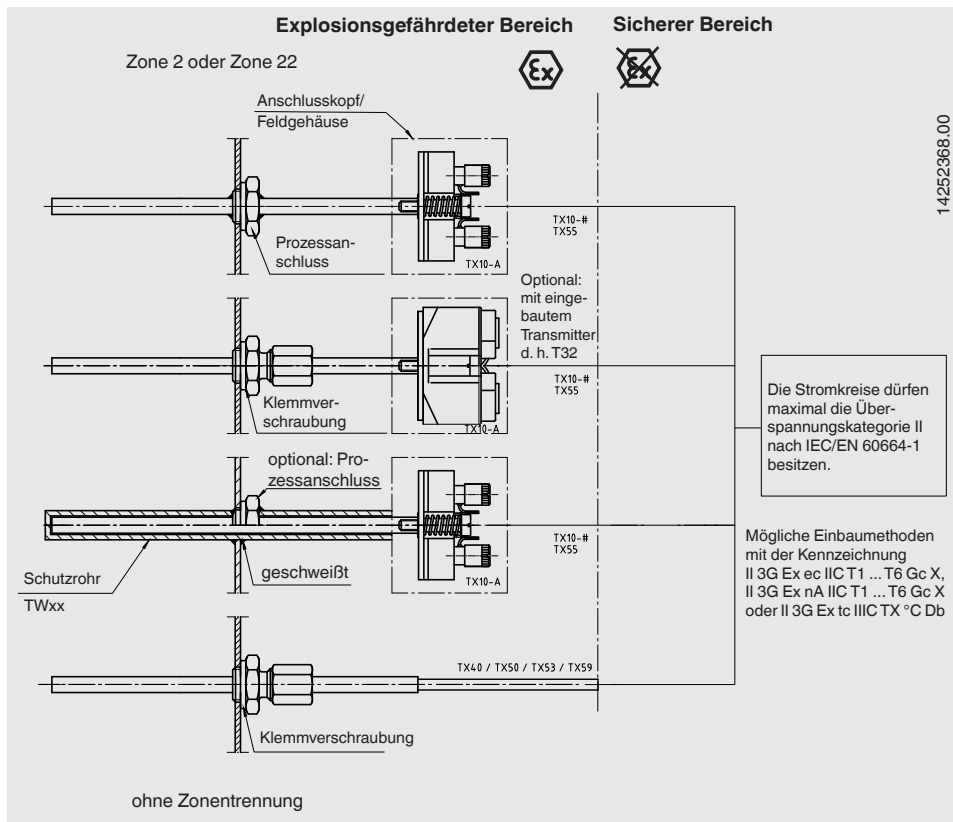 Explosionsgefährdeter Bereich
Sicherer Bereich
Zone 2 oder Zone 22
Ex
Ex
Anschlusskopf/
Feldgehäuse
14252368.00
TX10-#
TX55
Prozessan-
schluss
TX10-A
Optional:
mit einge-
bautem
Transmitter
d. h. T32
TX10-#
TX55
Klemmver-
schraubung
TX10-A
Die Stromkreise dürfen
maximal die Über-
spannungskategorie II
nach IEC/EN 60664-1
besitzen.
optional: Pro-
zessanschluss
TX10-#
TX55
geschweißt
TX10-A
Schutzrohr
TWxx
Mögliche Einbaumethoden
mit der Kennzeichnung
II 3G Ex ec IIC T1 ... T6 Gc X,
II 3G Ex nA IIC T1 ... T6 Gc X
oder II 3G Ex tc IIIC TX °C Db
TX40 / TX50 / TX53 / TX59
Klemmverschraubung
ohne Zonentrennung